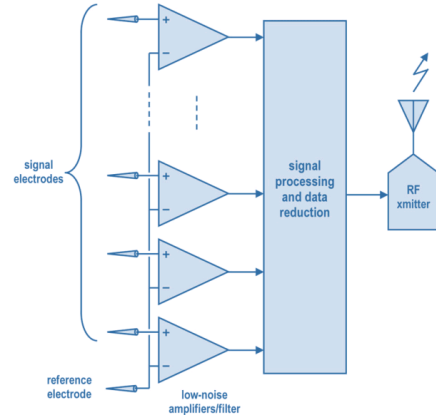 +
−
+
−
+
−
+
−
signal
electrodes
signal
processing
and data
reduction
RF
xmitter
reference
electrode
low-noise
amplifiers/filter